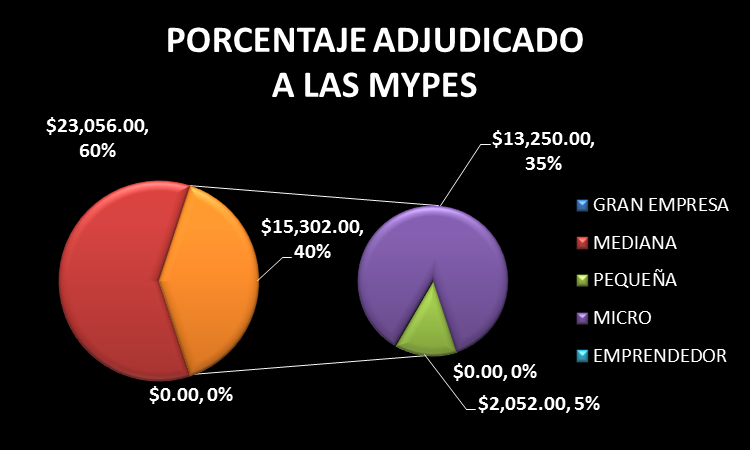 PORCENTAJE ADJUDICADO
A LAS MYPES
$23,056.00,
60%
$13,250.00,
35%
$15,302.00,
40%
GRAN EMPRESA
MEDIANA
PEQUEÑA
MICRO
EMPRENDEDOR
$0.00, 0%
$0.00, 0%
$2,052.00, 5%